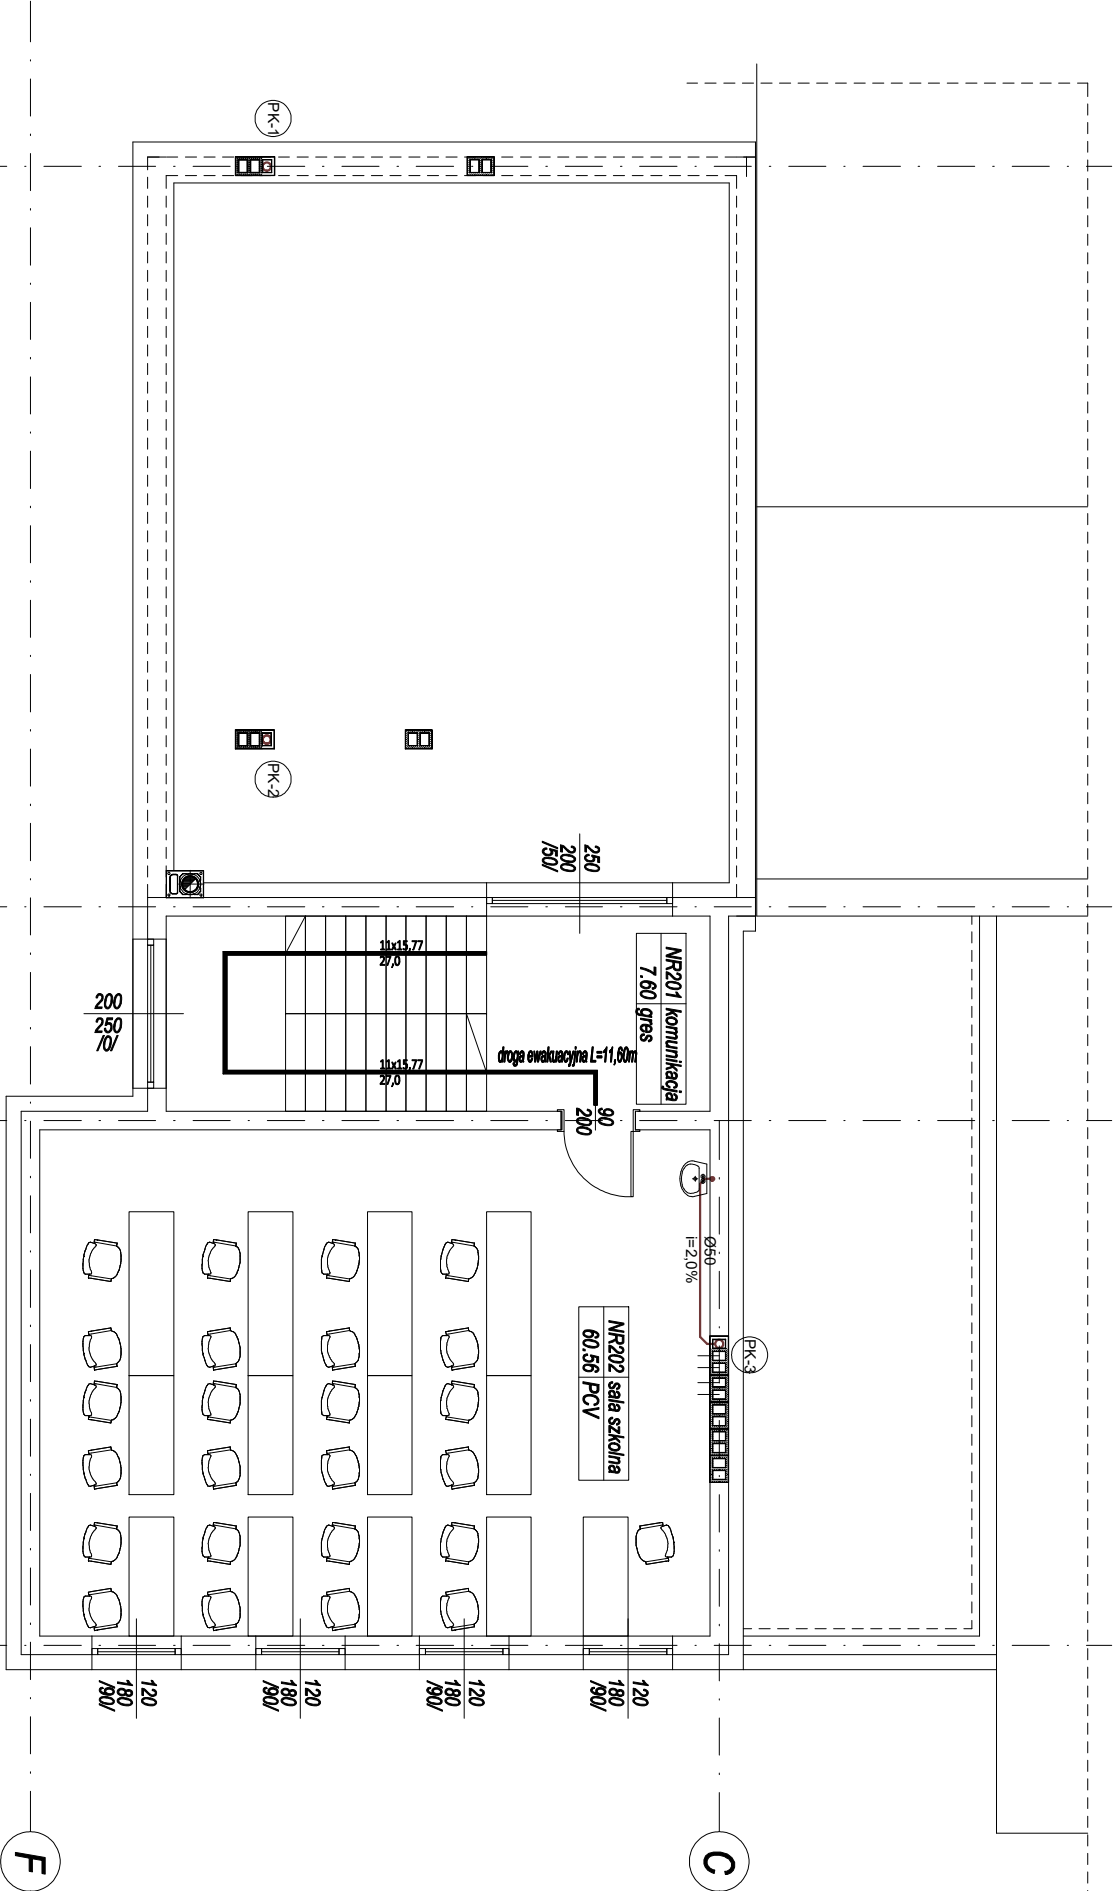 PK-1
PK-2
250
200
/50/
NR201 komunikacja
7.60 gres
11x15,77
27,0
11x15,77
27,0
droga ewakuacyjna L=11,60m
200
250
/0/
90
200
Ø50
i=2,0%
PK-3
NR202 sala szkolna
60.56 PCV
120
180
/90/
120
180
/90/
120
180
/90/
120
180
/90/
F
C